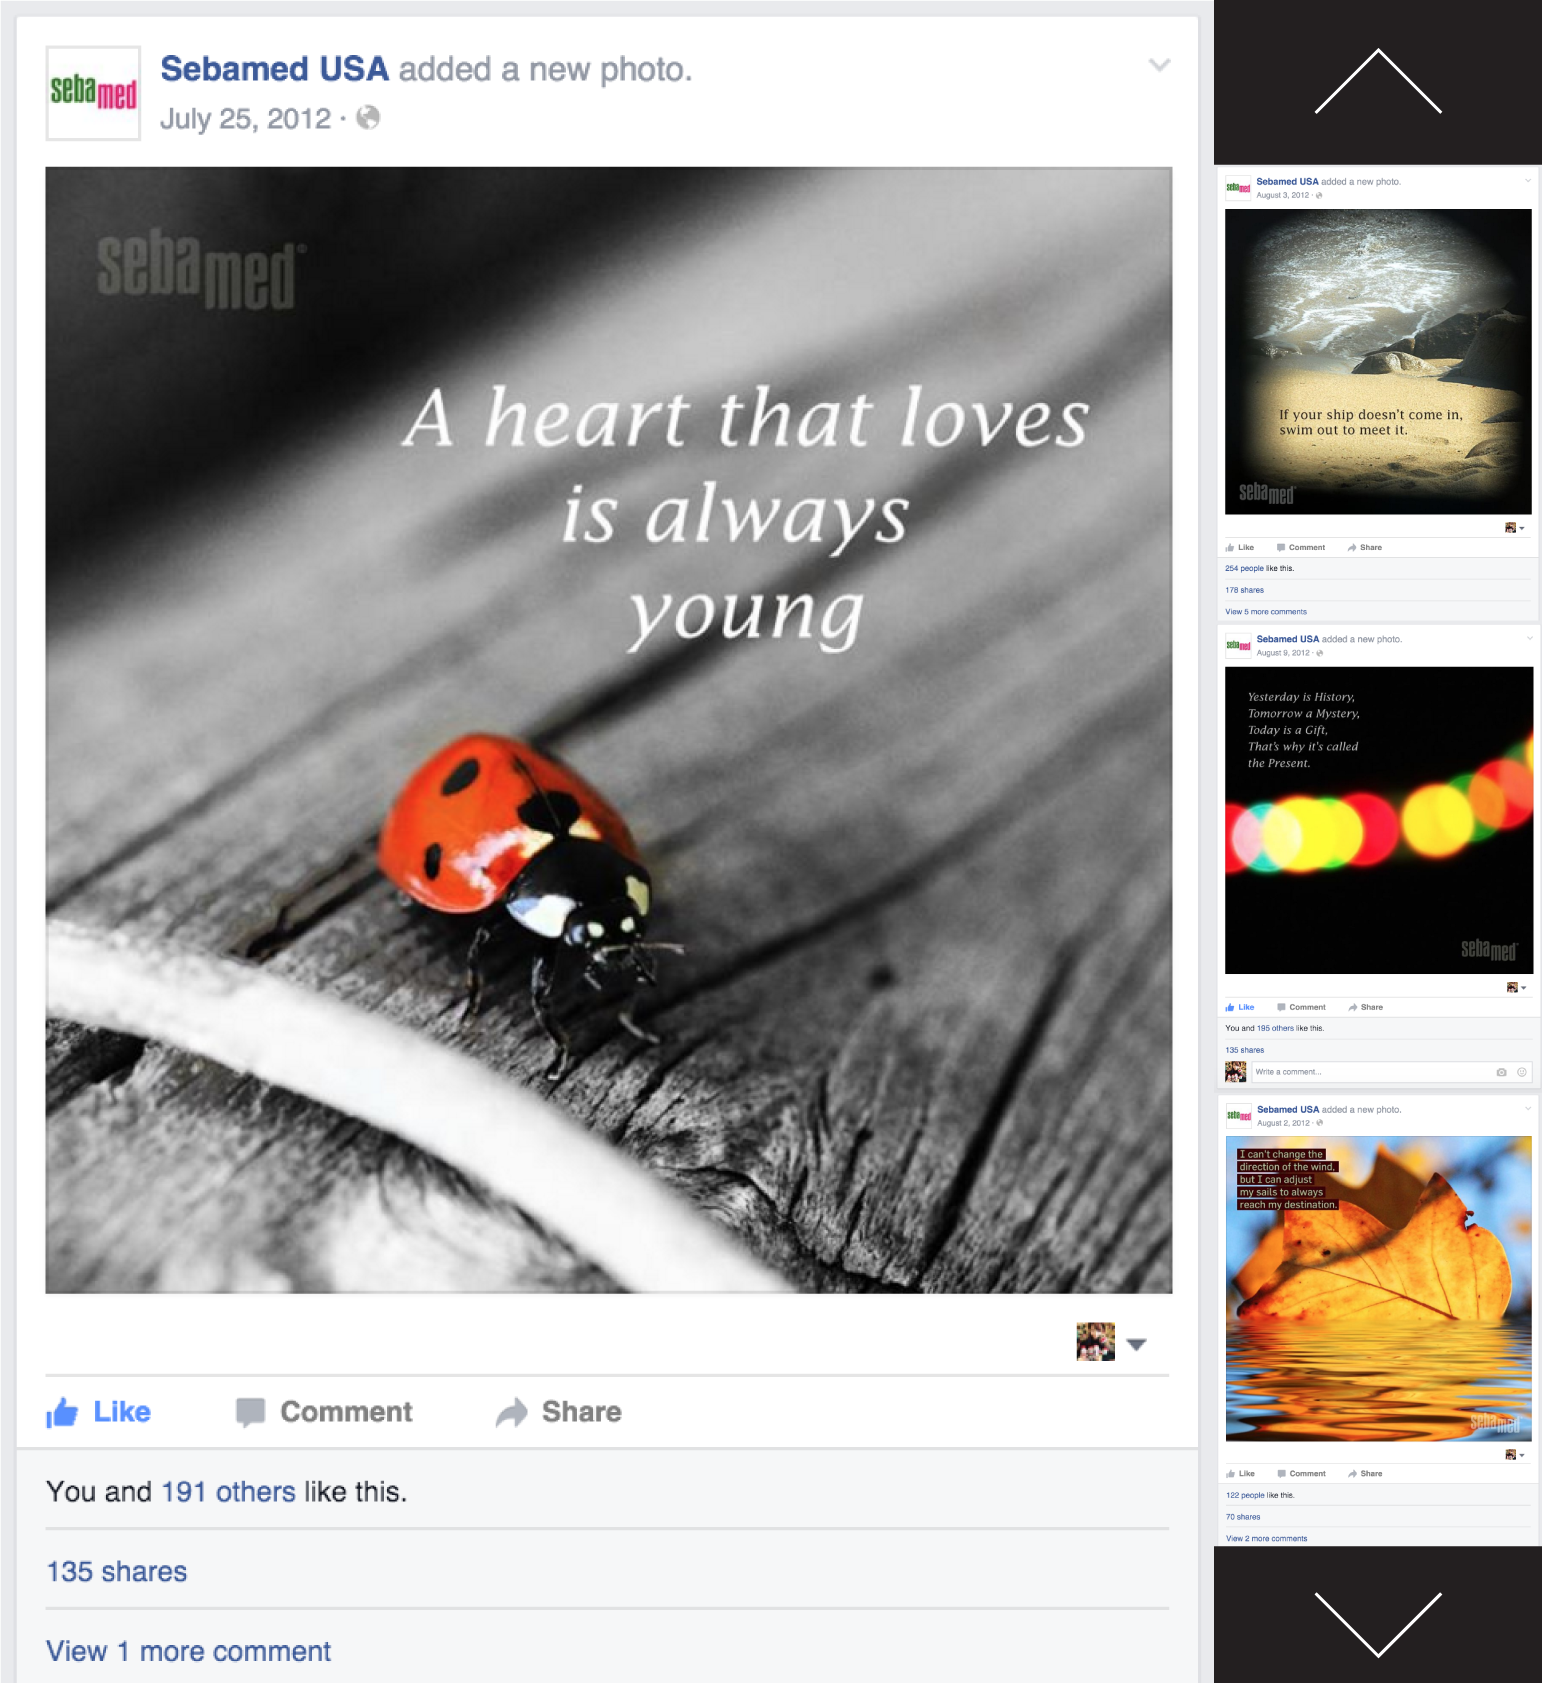 sebamed
Sebamed USA added a new photo.
July 25, 2012 ·
sebamed®
A heart that loves
is always
young
Like Comment Share
You and 191 others like this.
135 shares
View 1 more comment
sebamed
Sebamed USA added a new photo.
August 3, 2012 ·
If your ship doesn't come in,
swim out to meet it.
sebamed
Like Comment Share
254 people like this.
178 shares
View 5 more comments
sebamed
Sebamed USA added a new photo.
August 9, 2012 ·
Yesterday is History,
Tomorrow a Mystery,
Today is a Gift,
That's why it's called
the Present.
sebamed
Like Comment Share
You and 195 others like this.
135 shares
Write a comment...
sebamed
Sebamed USA added a new photo.
August 2, 2012 ·
I can't change the
direction of the wind,
but I can adjust
my sails to always
reach my destination.
sebamed
Like Comment Share
122 people like this.
70 shares
View 2 more comments